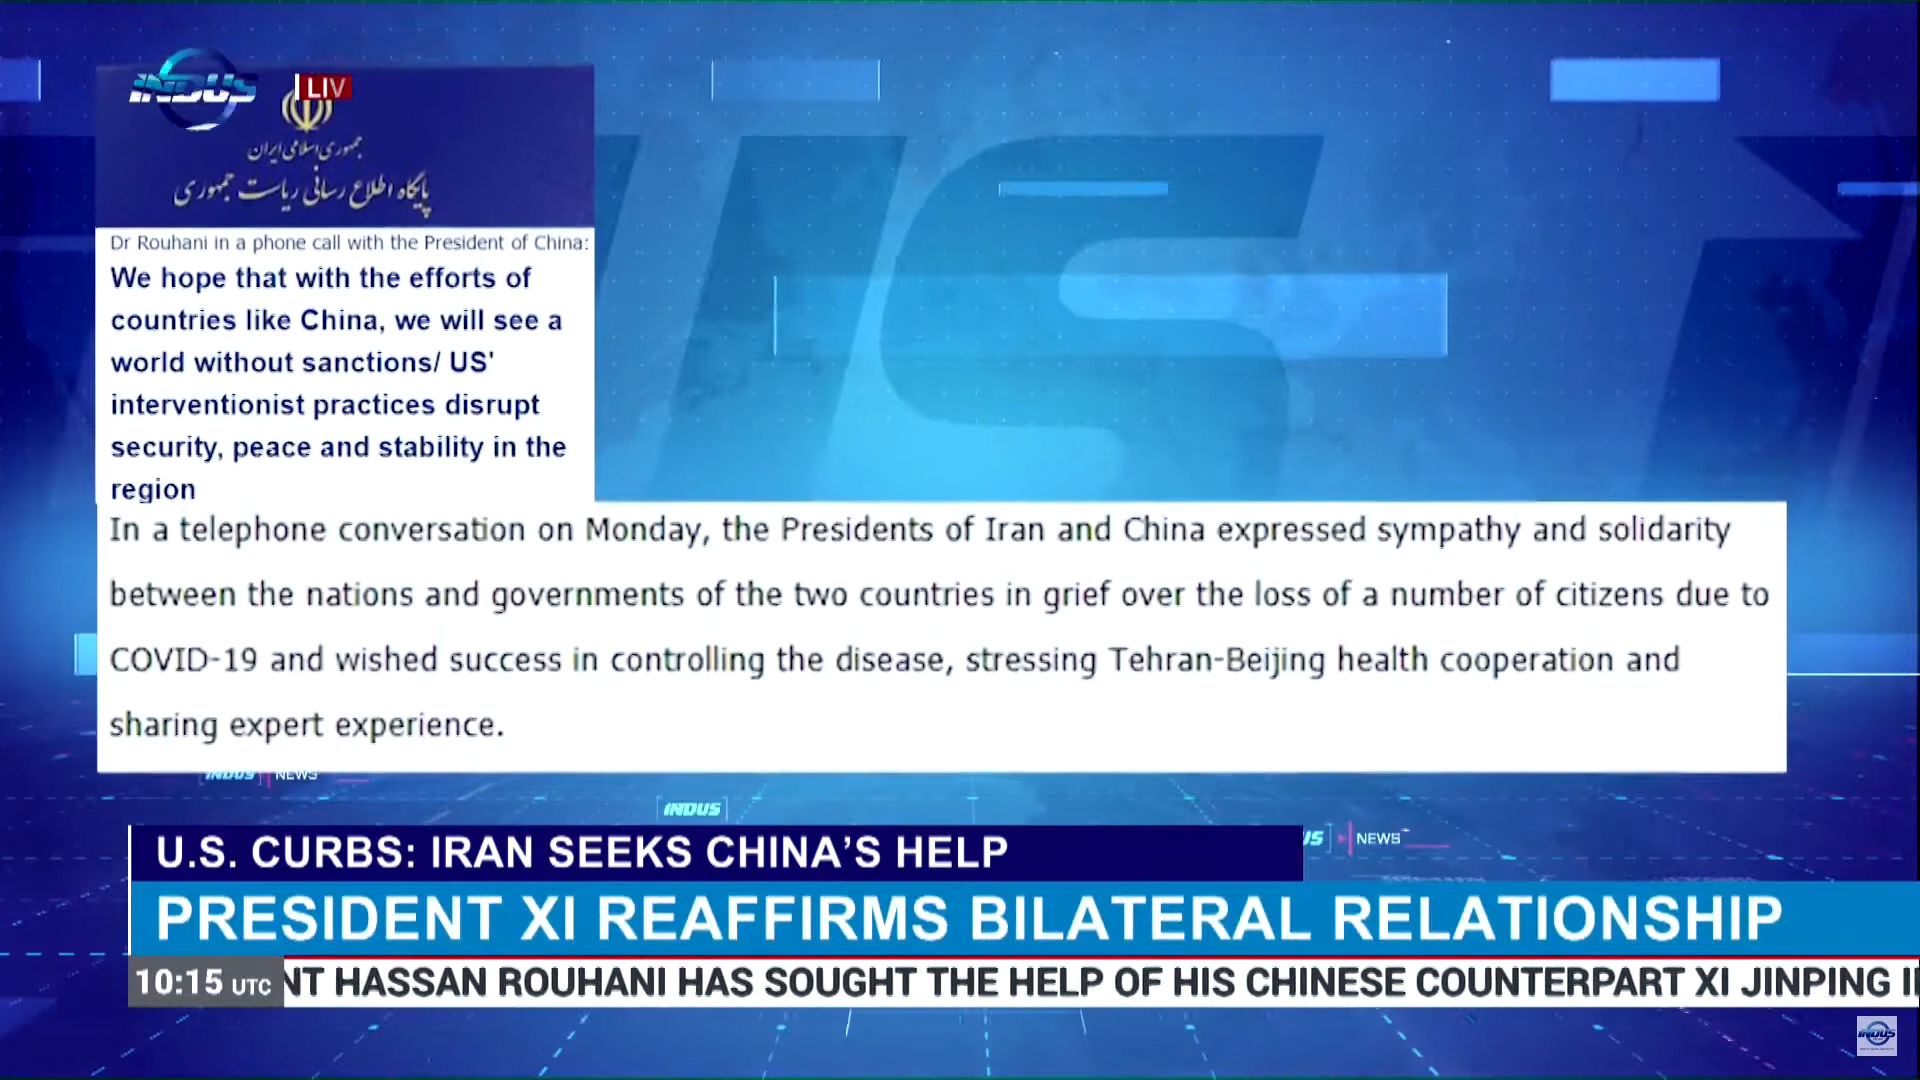 INDUS
LIV
جمهوری اسلامی ایران
پایگاه اطلاع رسانی ریاست جمهوری
Dr Rouhani in a phone call with the President of China:
We hope that with the efforts of
countries like China, we will see a
world without sanctions/ US'
interventionist practices disrupt
security, peace and stability in the
region
In a telephone conversation on Monday, the Presidents of Iran and China expressed sympathy and solidarity
between the nations and governments of the two countries in grief over the loss of a number of citizens due to
COVID-19 and wished success in controlling the disease, stressing Tehran-Beijing health cooperation and
sharing expert experience.
INDUS NEWS
INDUS
US NEWS
U.S. CURBS: IRAN SEEKS CHINA'S HELP
PRESIDENT XI REAFFIRMS BILATERAL RELATIONSHIP
10:15 UTC NT HASSAN ROUHANI HAS SOUGHT THE HELP OF HIS CHINESE COUNTERPART XI JINPING
INDUS